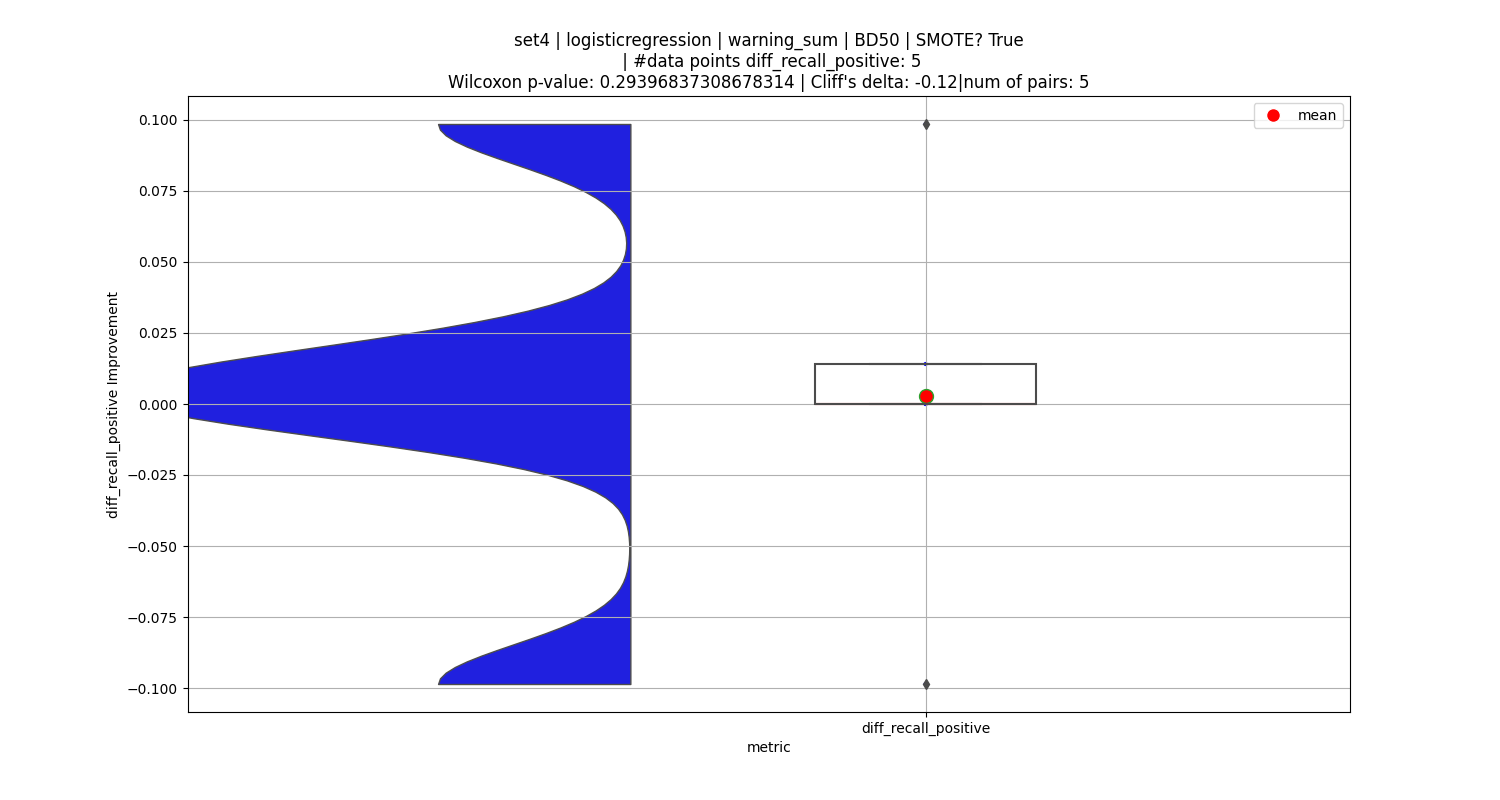 set4 | logisticregression | warning_sum | BD50 | SMOTE? True
| #data points diff_recall_positive: 5
Wilcoxon p-value: 0.29396837308678314 | Cliff's delta: -0.12|num of pairs: 5
mean
0.100
0.075
0.050
0.025
0.000
−0.025
−0.050
−0.075
−0.100
diff_recall_positive Improvement
diff_recall_positive
metric